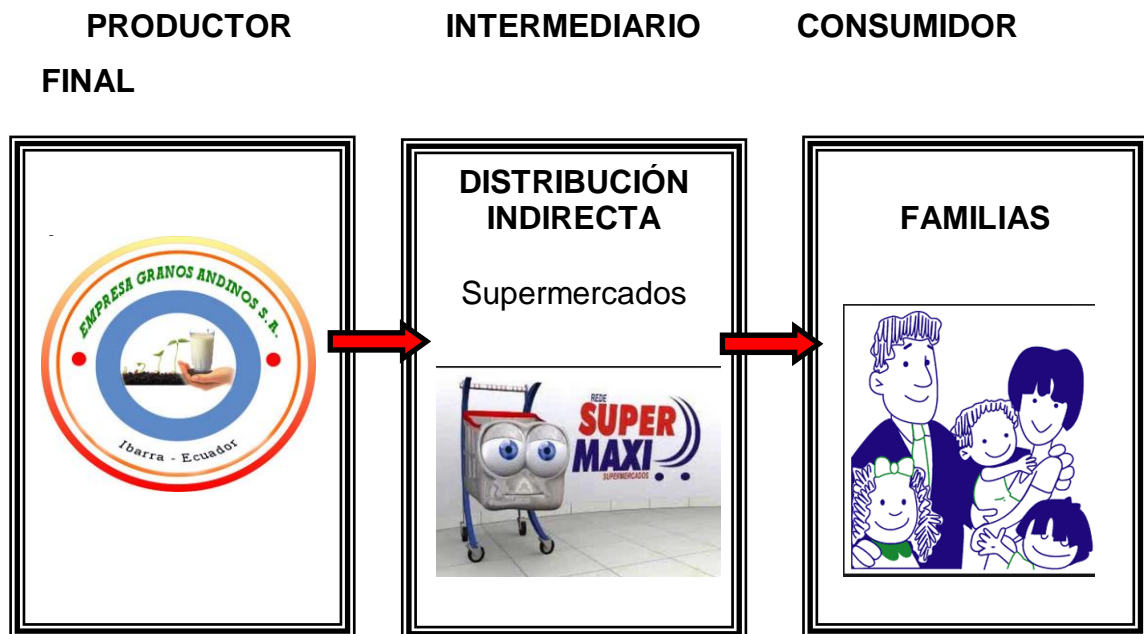 PRODUCTOR INTERMEDIARIO CONSUMIDOR
FINAL
EMPRESA GRANOS ANDINOS S.A.
Ibarra - Ecuador
DISTRIBUCIÓN
INDIRECTA
Supermercados
REDE
SUPER
MAXI
SUPERMERCADOS
FAMILIAS